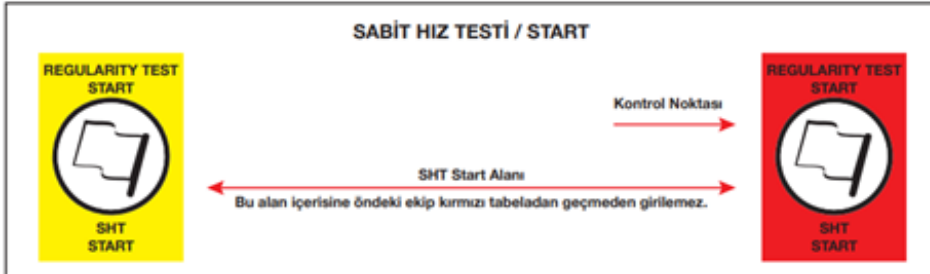 SABİT HIZ TESTİ / START
REGULARITY TEST
START
SHT
START
Kontrol Noktası
SHT Start Alanı
Bu alan içerisine öndeki ekip kırmızı tabeladan geçmeden girilemez.
REGULARITY TEST
START
SHT
START